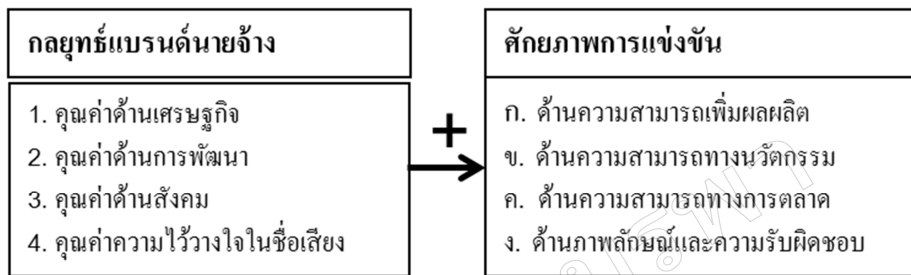 กลยุทธ์แบรนด์นายจ้าง
1. คุณค่าด้านเศรษฐกิจ
2. คุณค่าด้านการพัฒนา
3. คุณค่าด้านสังคม
4. คุณค่าความไว้วางใจในชื่อเสียง
+
ศักยภาพการแข่งขัน
ก. ด้านความสามารถเพิ่มผลผลิต
ข. ด้านความสามารถทางนวัตกรรม
ค. ด้านความสามารถทางการตลาด
ง. ด้านภาพลักษณ์และความรับผิดชอบ